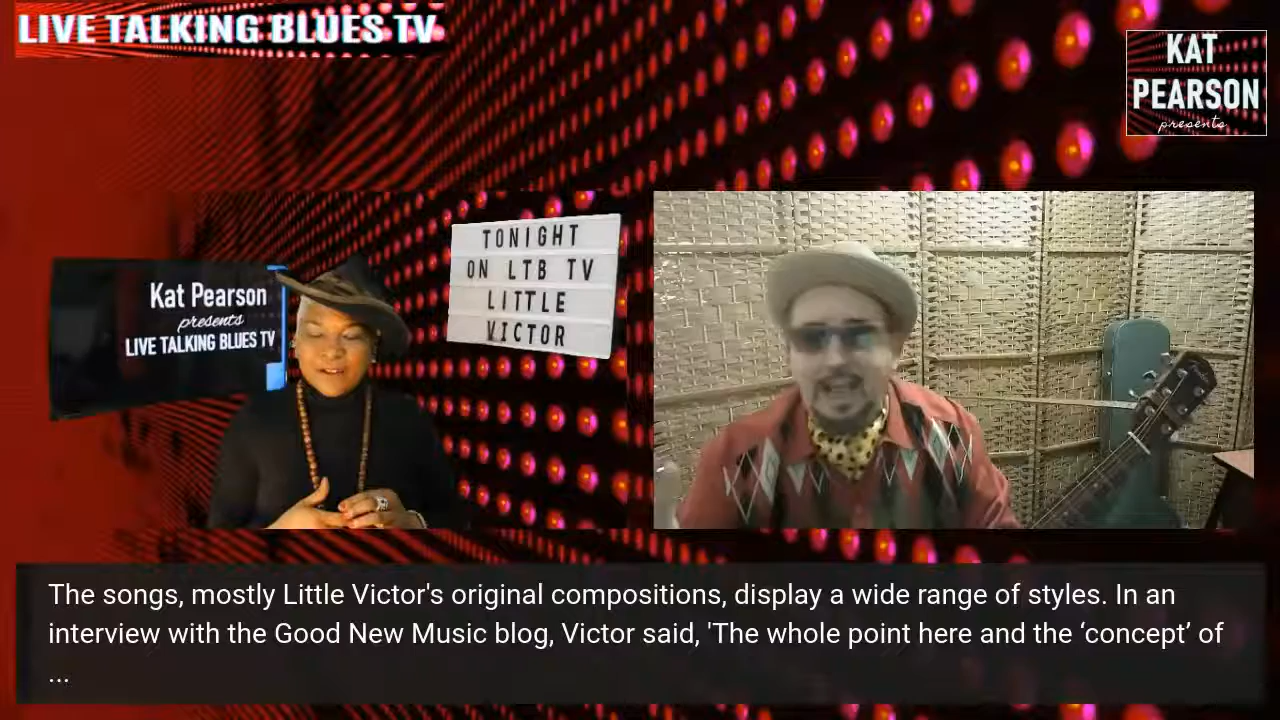 LIVE TALKING BLUES TV
KAT
PEARSON
presents
TONIGHT
ON LTB TV
LITTLE
VICTOR
Kat Pearson
presents
LIVE TALKING BLUES TV
The songs, mostly Little Victor's original compositions, display a wide range of styles. In an
interview with the Good New Music blog, Victor said, 'The whole point here and the ‘concept’ of
...